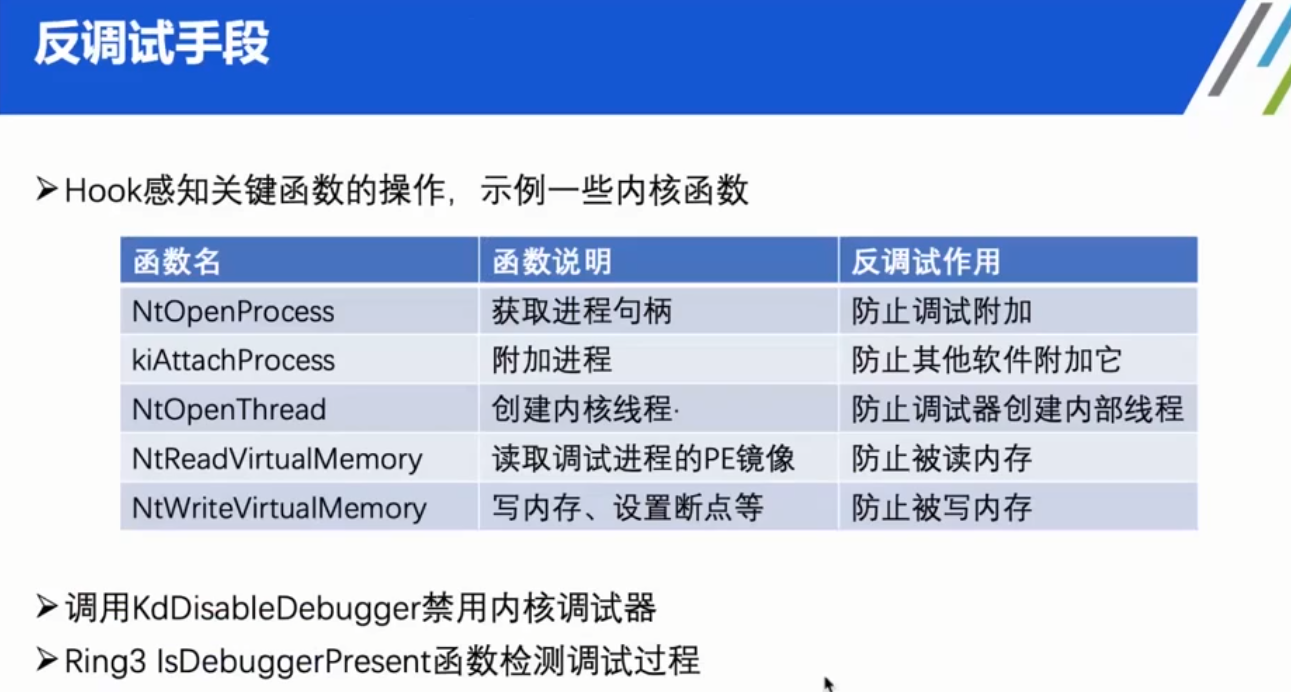 反调试手段
➢Hook感知关键函数的操作，示例一些内核函数
函数名 函数说明 反调试作用
NtOpenProcess 获取进程句柄 防止调试附加
kiAttachProcess 附加进程 防止其他软件附加它
NtOpenThread 创建内核线程· 防止调试器创建内部线程
NtReadVirtualMemory 读取调试进程的PE镜像 防止被读内存
NtWriteVirtualMemory 写内存、设置断点等 防止被写内存
➢调用KdDisableDebugger禁用内核调试器
➢Ring3 IsDebuggerPresent函数检测调试过程